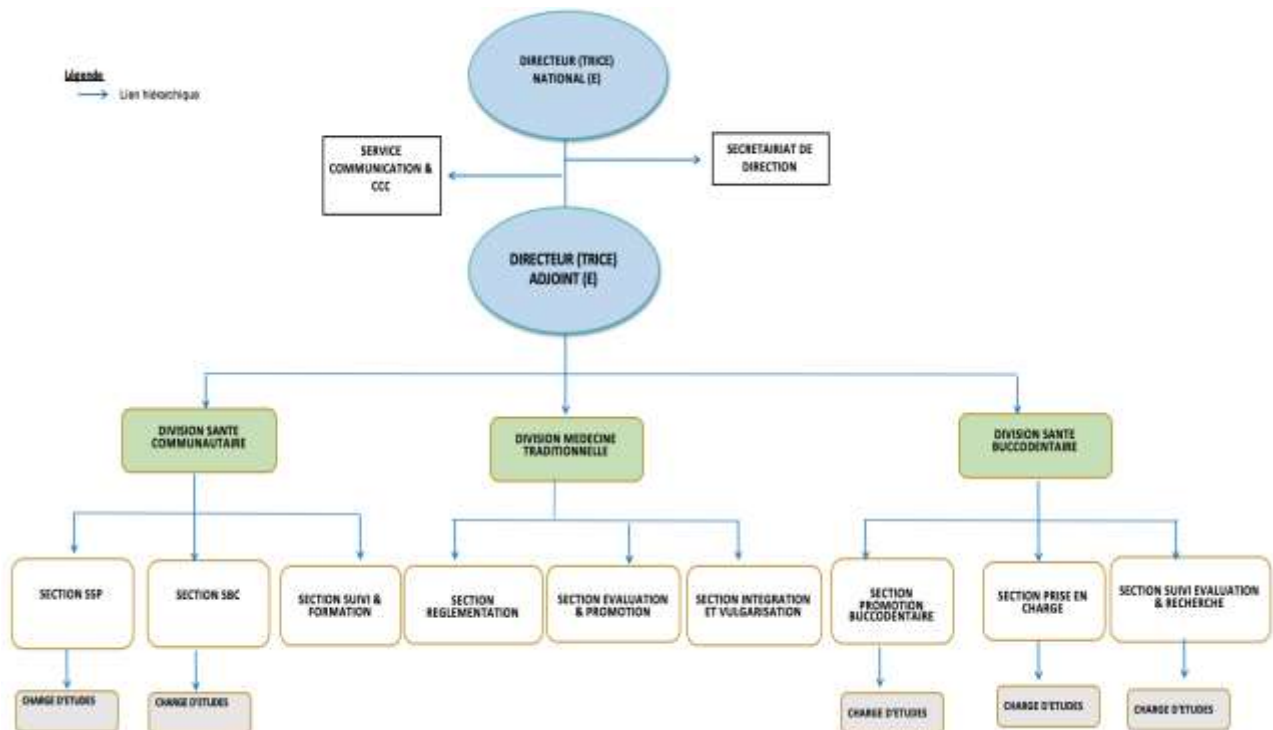 DIRECTEUR (TRICE)
NATIONAL (E)
Légende
Lien hiérarchique
SERVICE
COMMUNICATION &
CCC
SECRETAIRIAT DE
DIRECTION
DIRECTEUR (TRICE)
ADJOINT (E)
DIVISION SANTE
COMMUNAUTAIRE
DIVISION MEDECINE
TRADITIONNELLE
DIVISION SANTE
BUCCODENTAIRE
SECTION SSP
SECTION SBC
SECTION SUIVI &
FORMATION
SECTION
REGLEMENTATION
SECTION EVALUATION
& PROMOTION
SECTION INTEGRATION
ET VULGARISATION
SECTION
PROMOTION
BUCCODENTAIRE
SECTION PRISE EN
CHARGE
SECTION SUIVI EVALUATION
& RECHERCHE
CHARGE D'ETUDES
CHARGE D'ETUDES
CHARGE D'ETUDES
CHARGE D'ETUDES
CHARGE D'ETUDES